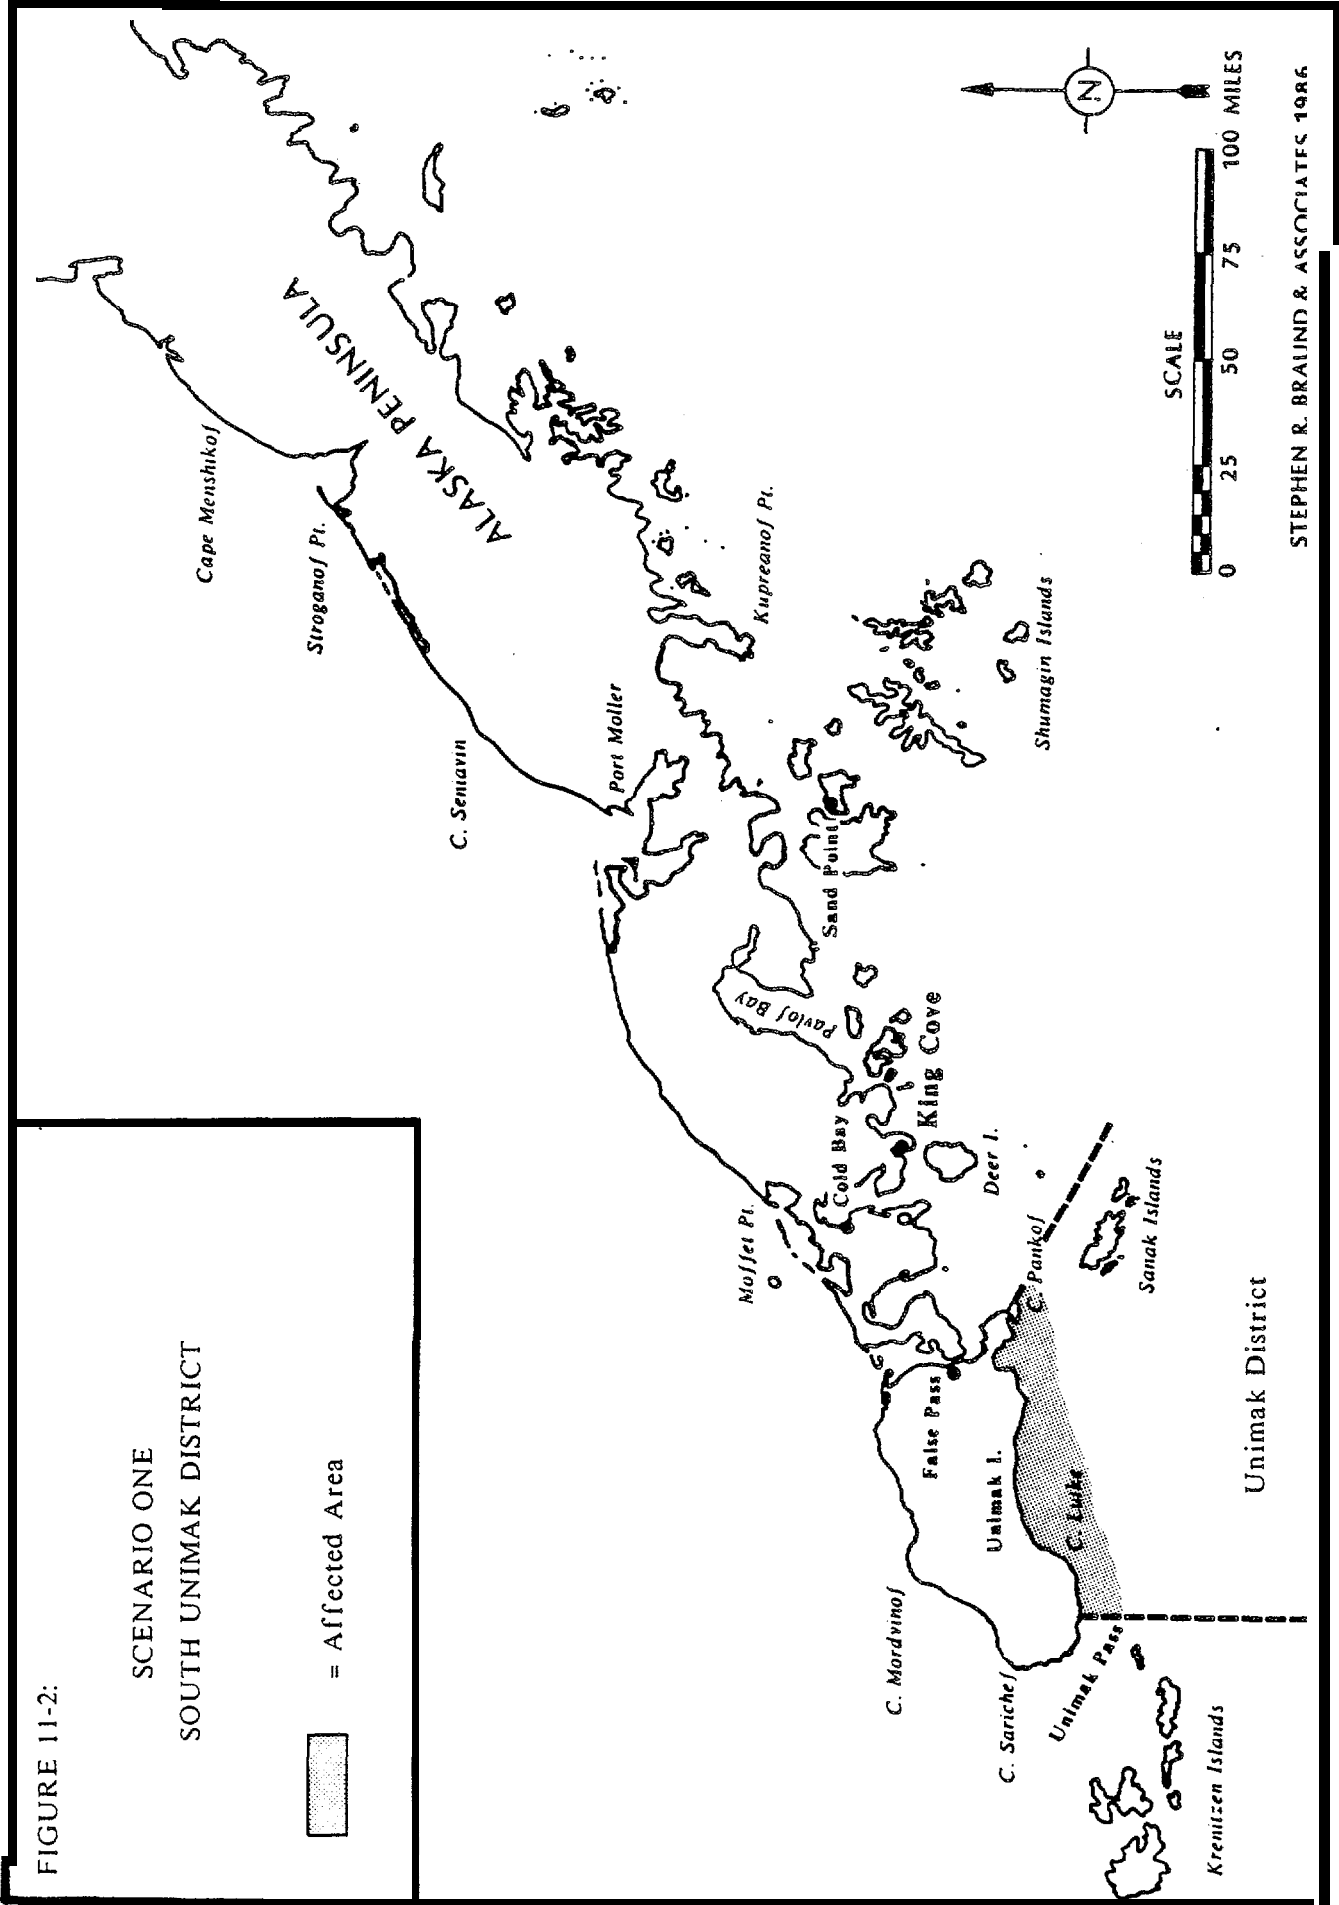 FIGURE 11-2:
SCENARIO ONE
SOUTH UNIMAK DISTRICT
= Affected Area
ALASKA PENINSULA
Cape Menshikof
Stroganof Pt.
C. Seniavin
Port Moller
Kupreanof Pt.
Shumagin Islands
Sand Point
Pavlof Bay
King Cove
Cold Bay
Deer I.
Moffet Pt.
C. Pankof
Sanak Islands
False Pass
Unimak I.
C. Lutke
C. Mordvinof
C. Sarichef
Unimak Pass
Krenitzen Islands
Unimak District
N
SCALE
0 25 50 75 100 MILES
STEPHEN R. BRAUND & ASSOCIATES 1986